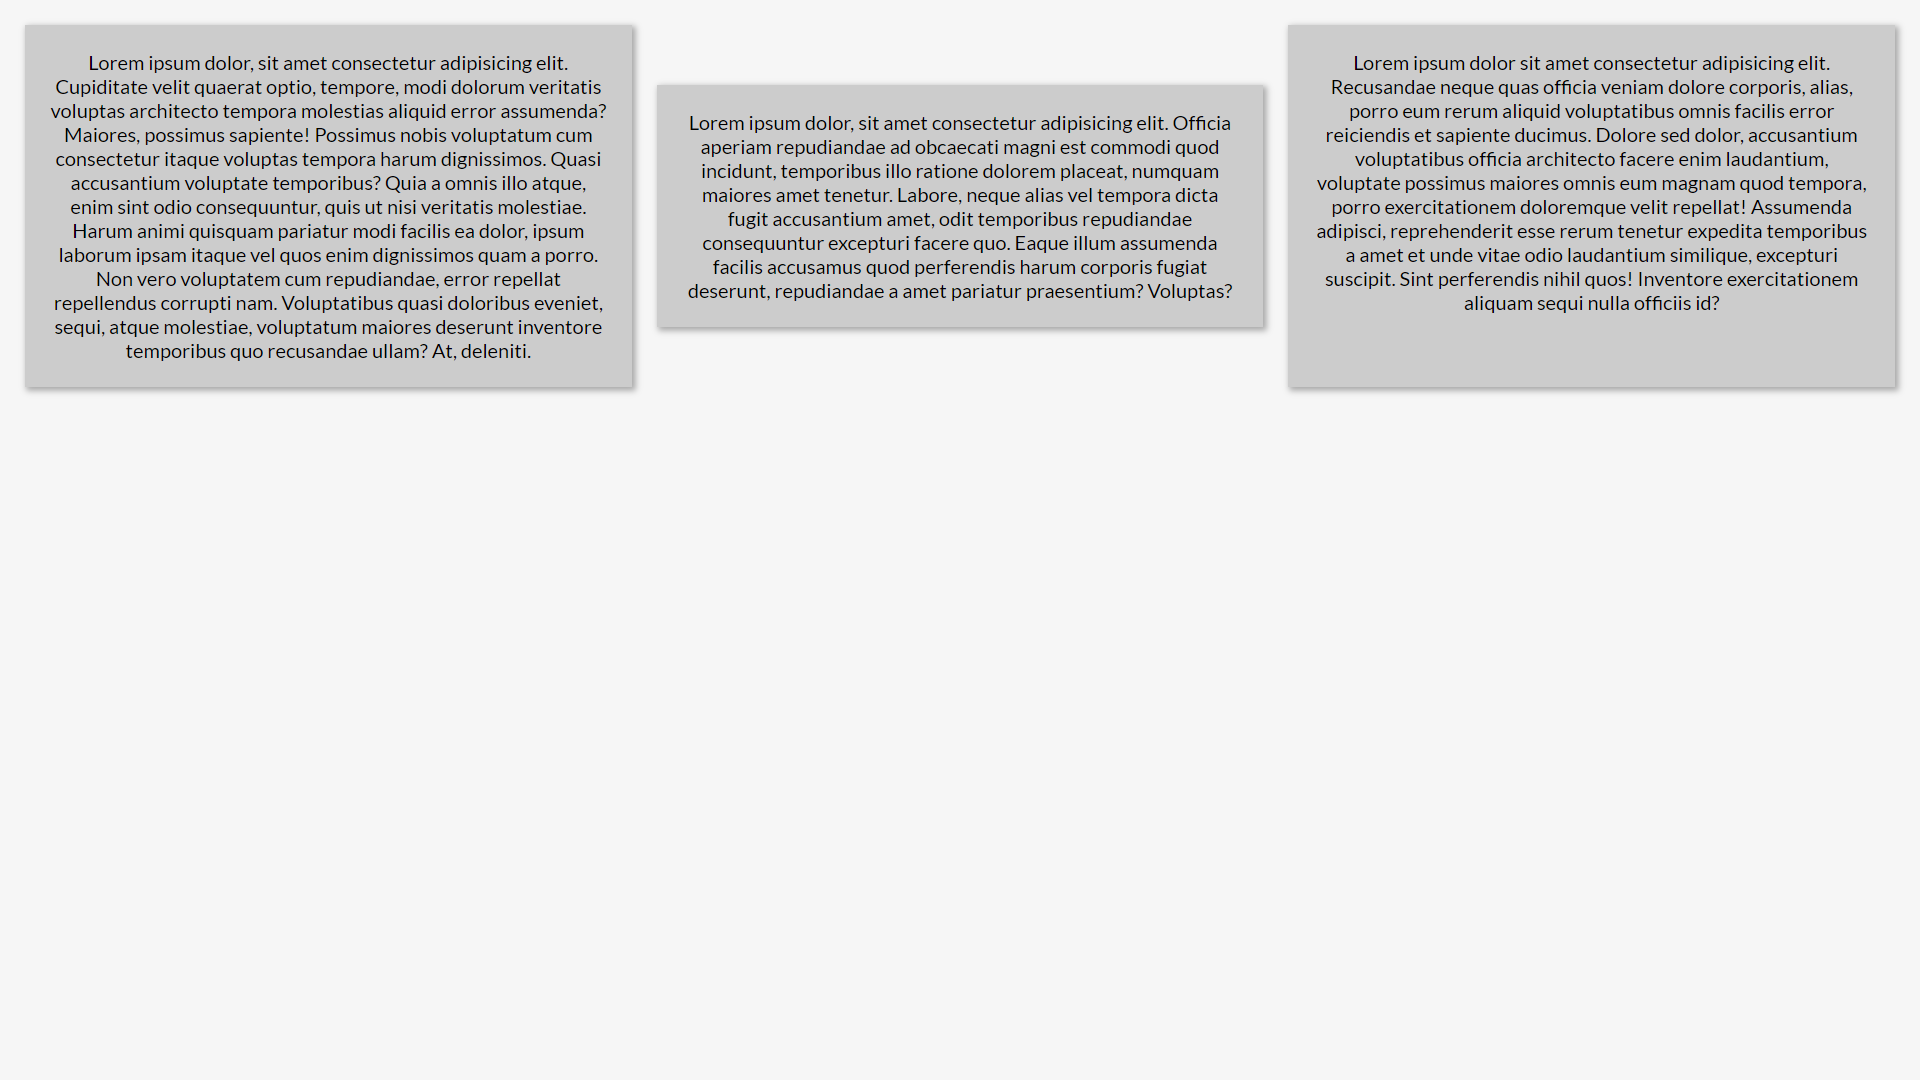 Lorem ipsum dolor, sit amet consectetur adipisicing elit.
Cupiditate velit quaerat optio, tempore, modi dolorum veritatis
voluptas architecto tempora molestias aliquid error assumenda?
Maiores, possimus sapiente! Possimus nobis voluptatum cum
consectetur itaque voluptas tempora harum dignissimos. Quasi
accusantium voluptate temporibus? Quia a omnis illo atque,
enim sint odio consequuntur, quis ut nisi veritatis molestiae.
Harum animi quisquam pariatur modi facilis ea dolor, ipsum
laborum ipsam itaque vel quos enim dignissimos quam a porro.
Non vero voluptatem cum repudiandae, error repellat
repellendus corrupti nam. Voluptatibus quasi doloribus eveniet,
sequi, atque molestiae, voluptatum maiores deserunt inventore
temporibus quo recusandae ullam? At, deleniti.
Lorem ipsum dolor, sit amet consectetur adipisicing elit. Officia
aperiam repudiandae ad obcaecati magni est commodi quod
incidunt, temporibus illo ratione dolorem placeat, numquam
maiores amet tenetur. Labore, neque alias vel tempora dicta
fugit accusantium amet, odit temporibus repudiandae
consequuntur excepturi facere quo. Eaque illum assumenda
facilis accusamus quod perferendis harum corporis fugiat
deserunt, repudiandae a amet pariatur praesentium? Voluptas?
Lorem ipsum dolor sit amet consectetur adipisicing elit.
Recusandae neque quas officia veniam dolore corporis, alias,
porro eum rerum aliquid voluptatibus omnis facilis error
reiciendis et sapiente ducimus. Dolore sed dolor, accusantium
voluptatibus officia architecto facere enim laudantium,
voluptate possimus maiores omnis eum magnam quod tempora,
porro exercitationem doloremque velit repellat! Assumenda
adipisci, reprehenderit esse rerum tenetur expedita temporibus
a amet et unde vitae odio laudantium similique, excepturi
suscipit. Sint perferendis nihil quos! Inventore exercitationem
aliquam sequi nulla officiis id?